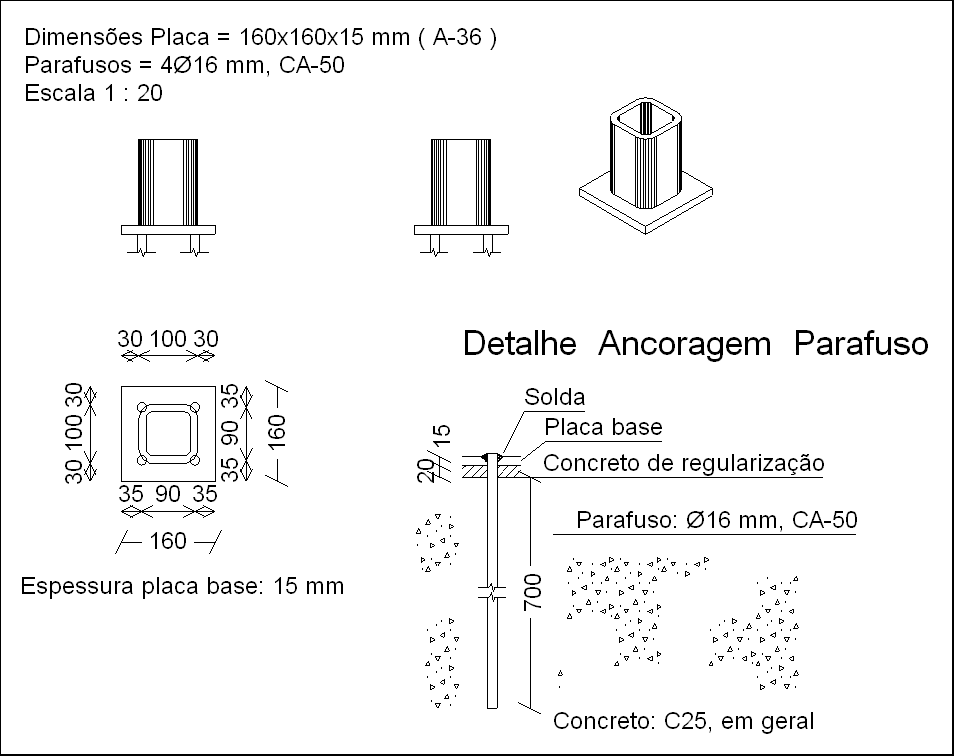 Dimensões Placa = 160x160x15 mm ( A-36 )
Parafusos = 4Ø16 mm, CA-50
Escala 1 : 20
30 100 30
30
100
30
35
90
35
160
35 90 35
160
Espessura placa base: 15 mm
Detalhe Ancoragem Parafuso
Solda
Placa base
15
20
Concreto de regularização
Parafuso: Ø16 mm, CA-50
700
Concreto: C25, em geral